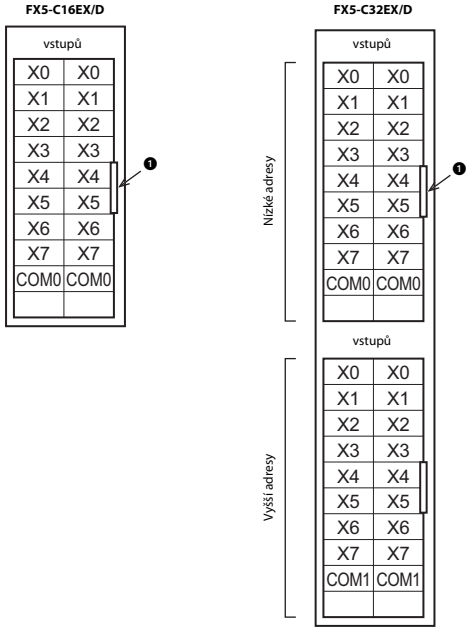 FX5-C16EX/D
vstupů
X0 X0
X1 X1
X2 X2
X3 X3
X4 X4
X5 X5
X6 X6
X7 X7
COM0 COM0
❶
FX5-C32EX/D
vstupů
Nízké adresy
X0 X0
X1 X1
X2 X2
X3 X3
X4 X4
X5 X5
X6 X6
X7 X7
COM0 COM0
❶
vstupů
Vyšší adresy
X0 X0
X1 X1
X2 X2
X3 X3
X4 X4
X5 X5
X6 X6
X7 X7
COM1 COM1